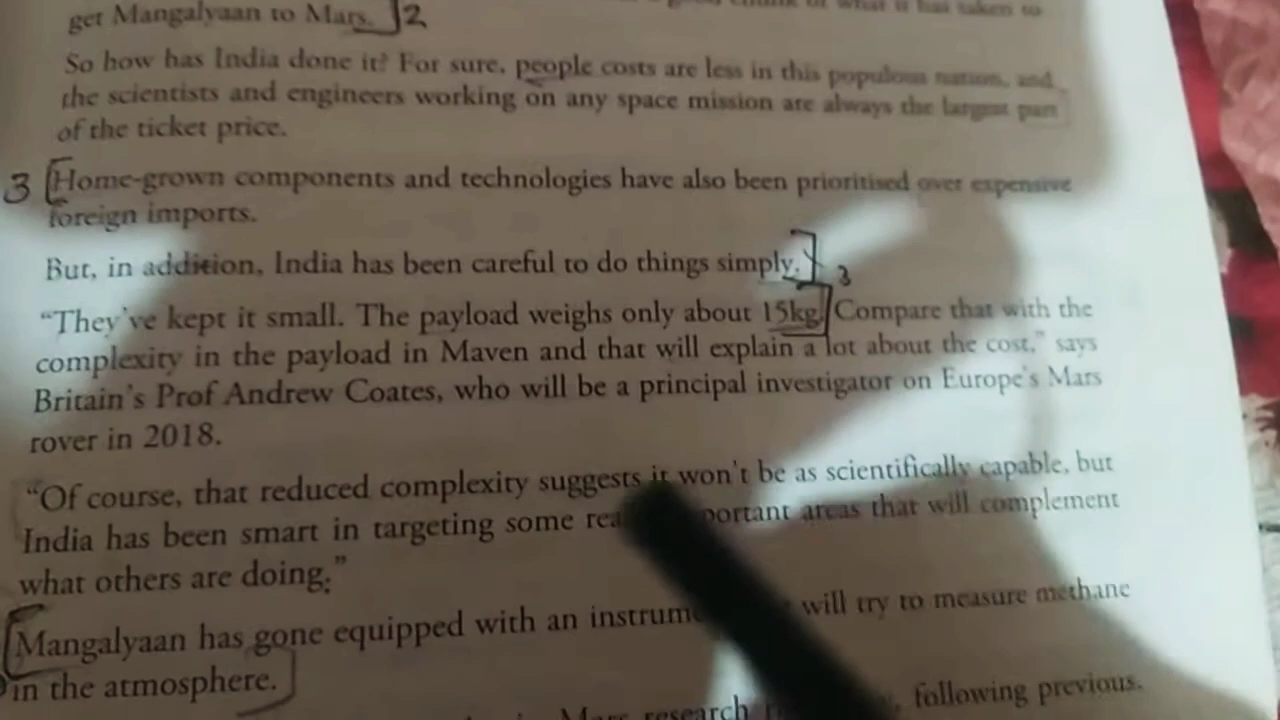 get Mangalyaan to Mars. 2
So how has India done it? For sure, people costs are less in this populous nation, and
the scientists and engineers working on any space mission are always the largest part
of the ticket price.
3 Home-grown components and technologies have also been prioritised over expensive
foreign imports.
But, in addition, India has been careful to do things simply. 3
“They've kept it small. The payload weighs only about 15kg. Compare that with the
complexity in the payload in Maven and that will explain a lot about the cost,” says
Britain's Prof Andrew Coates, who will be a principal investigator on Europe's Mars
rover in 2018.
“Of course, that reduced complexity suggests it won't be as scientifically capable, but
India has been smart in targeting some areas that will complement
what others are doing.”
Mangalyaan has gone equipped with an will try to measure methane
in the atmosphere.
Mars research following previous